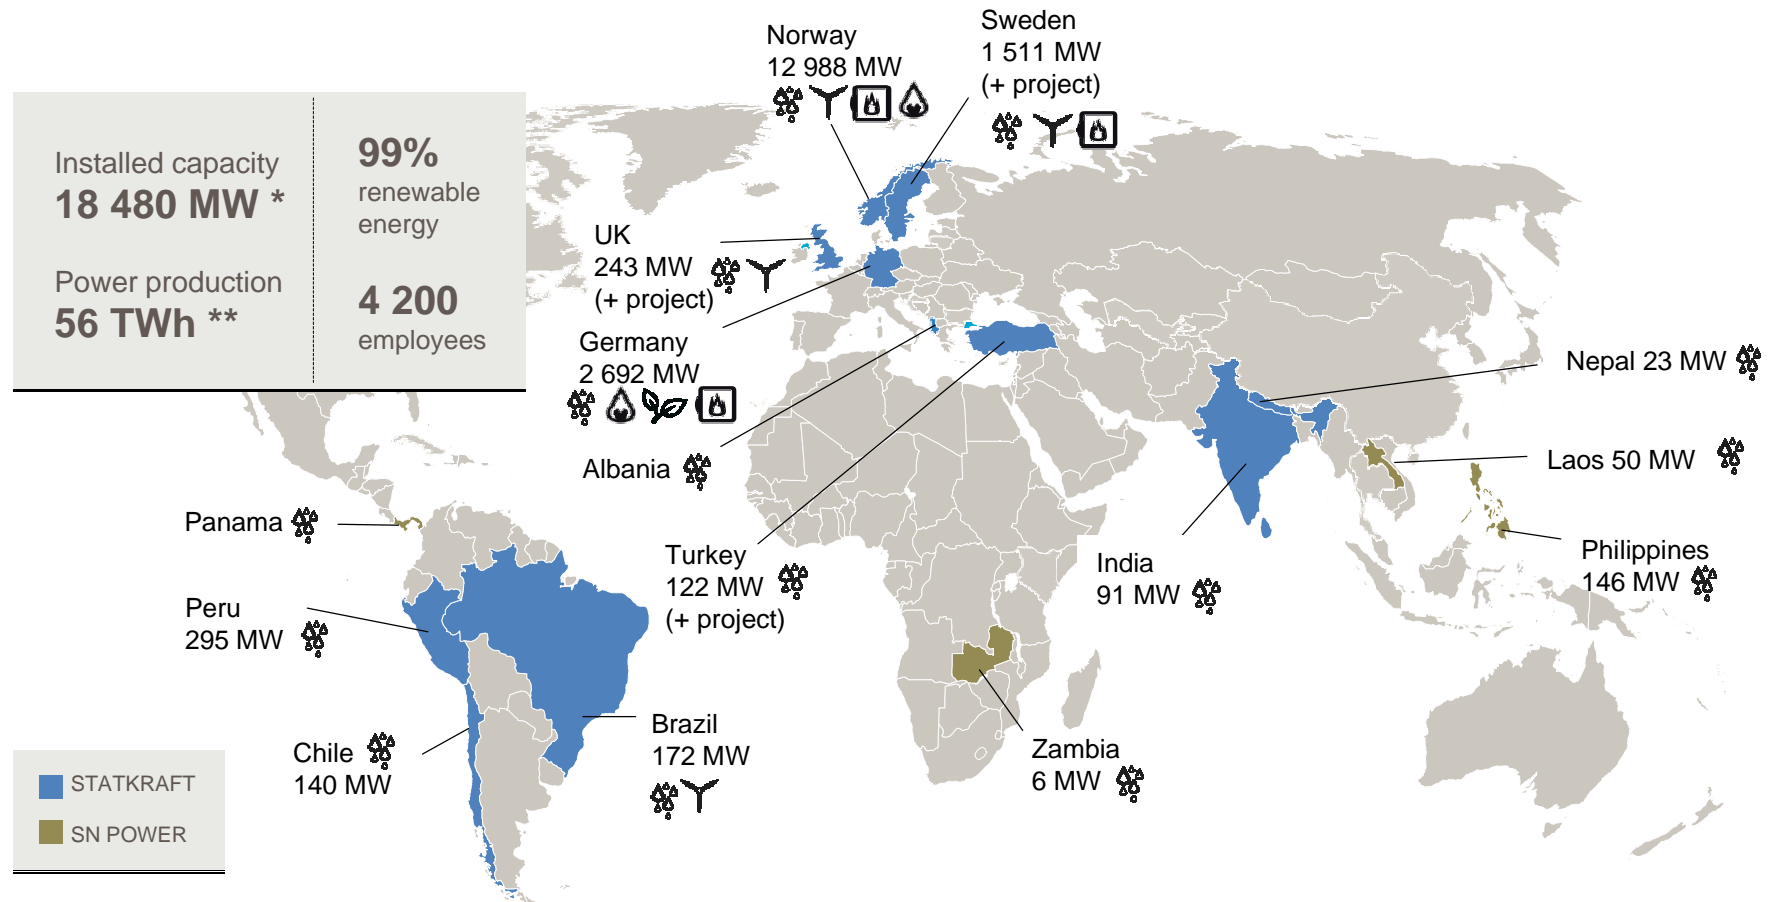 Norway
12 988 MW
Sweden
1 511 MW
(+ project)
Installed capacity
18 480 MW *
99%
renewable
energy
Power production
56 TWh **
4 200
employees
UK
243 MW
(+ project)
Germany
2 692 MW
Albania
Nepal 23 MW
Laos 50 MW
Panama
Turkey
122 MW
(+ project)
India
91 MW
Philippines
146 MW
Peru
295 MW
Brazil
172 MW
Chile
140 MW
Zambia
6 MW
STATKRAFT
SN POWER